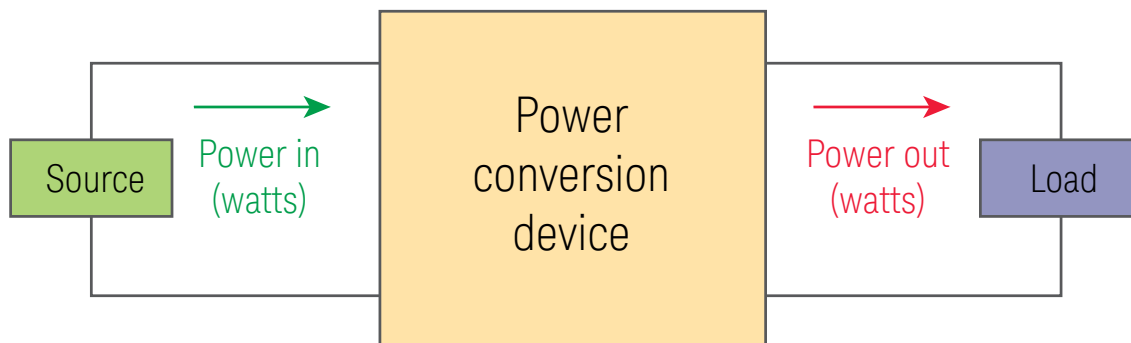 Source
Power in
(watts)
Power
conversion
device
Power out
(watts)
Load